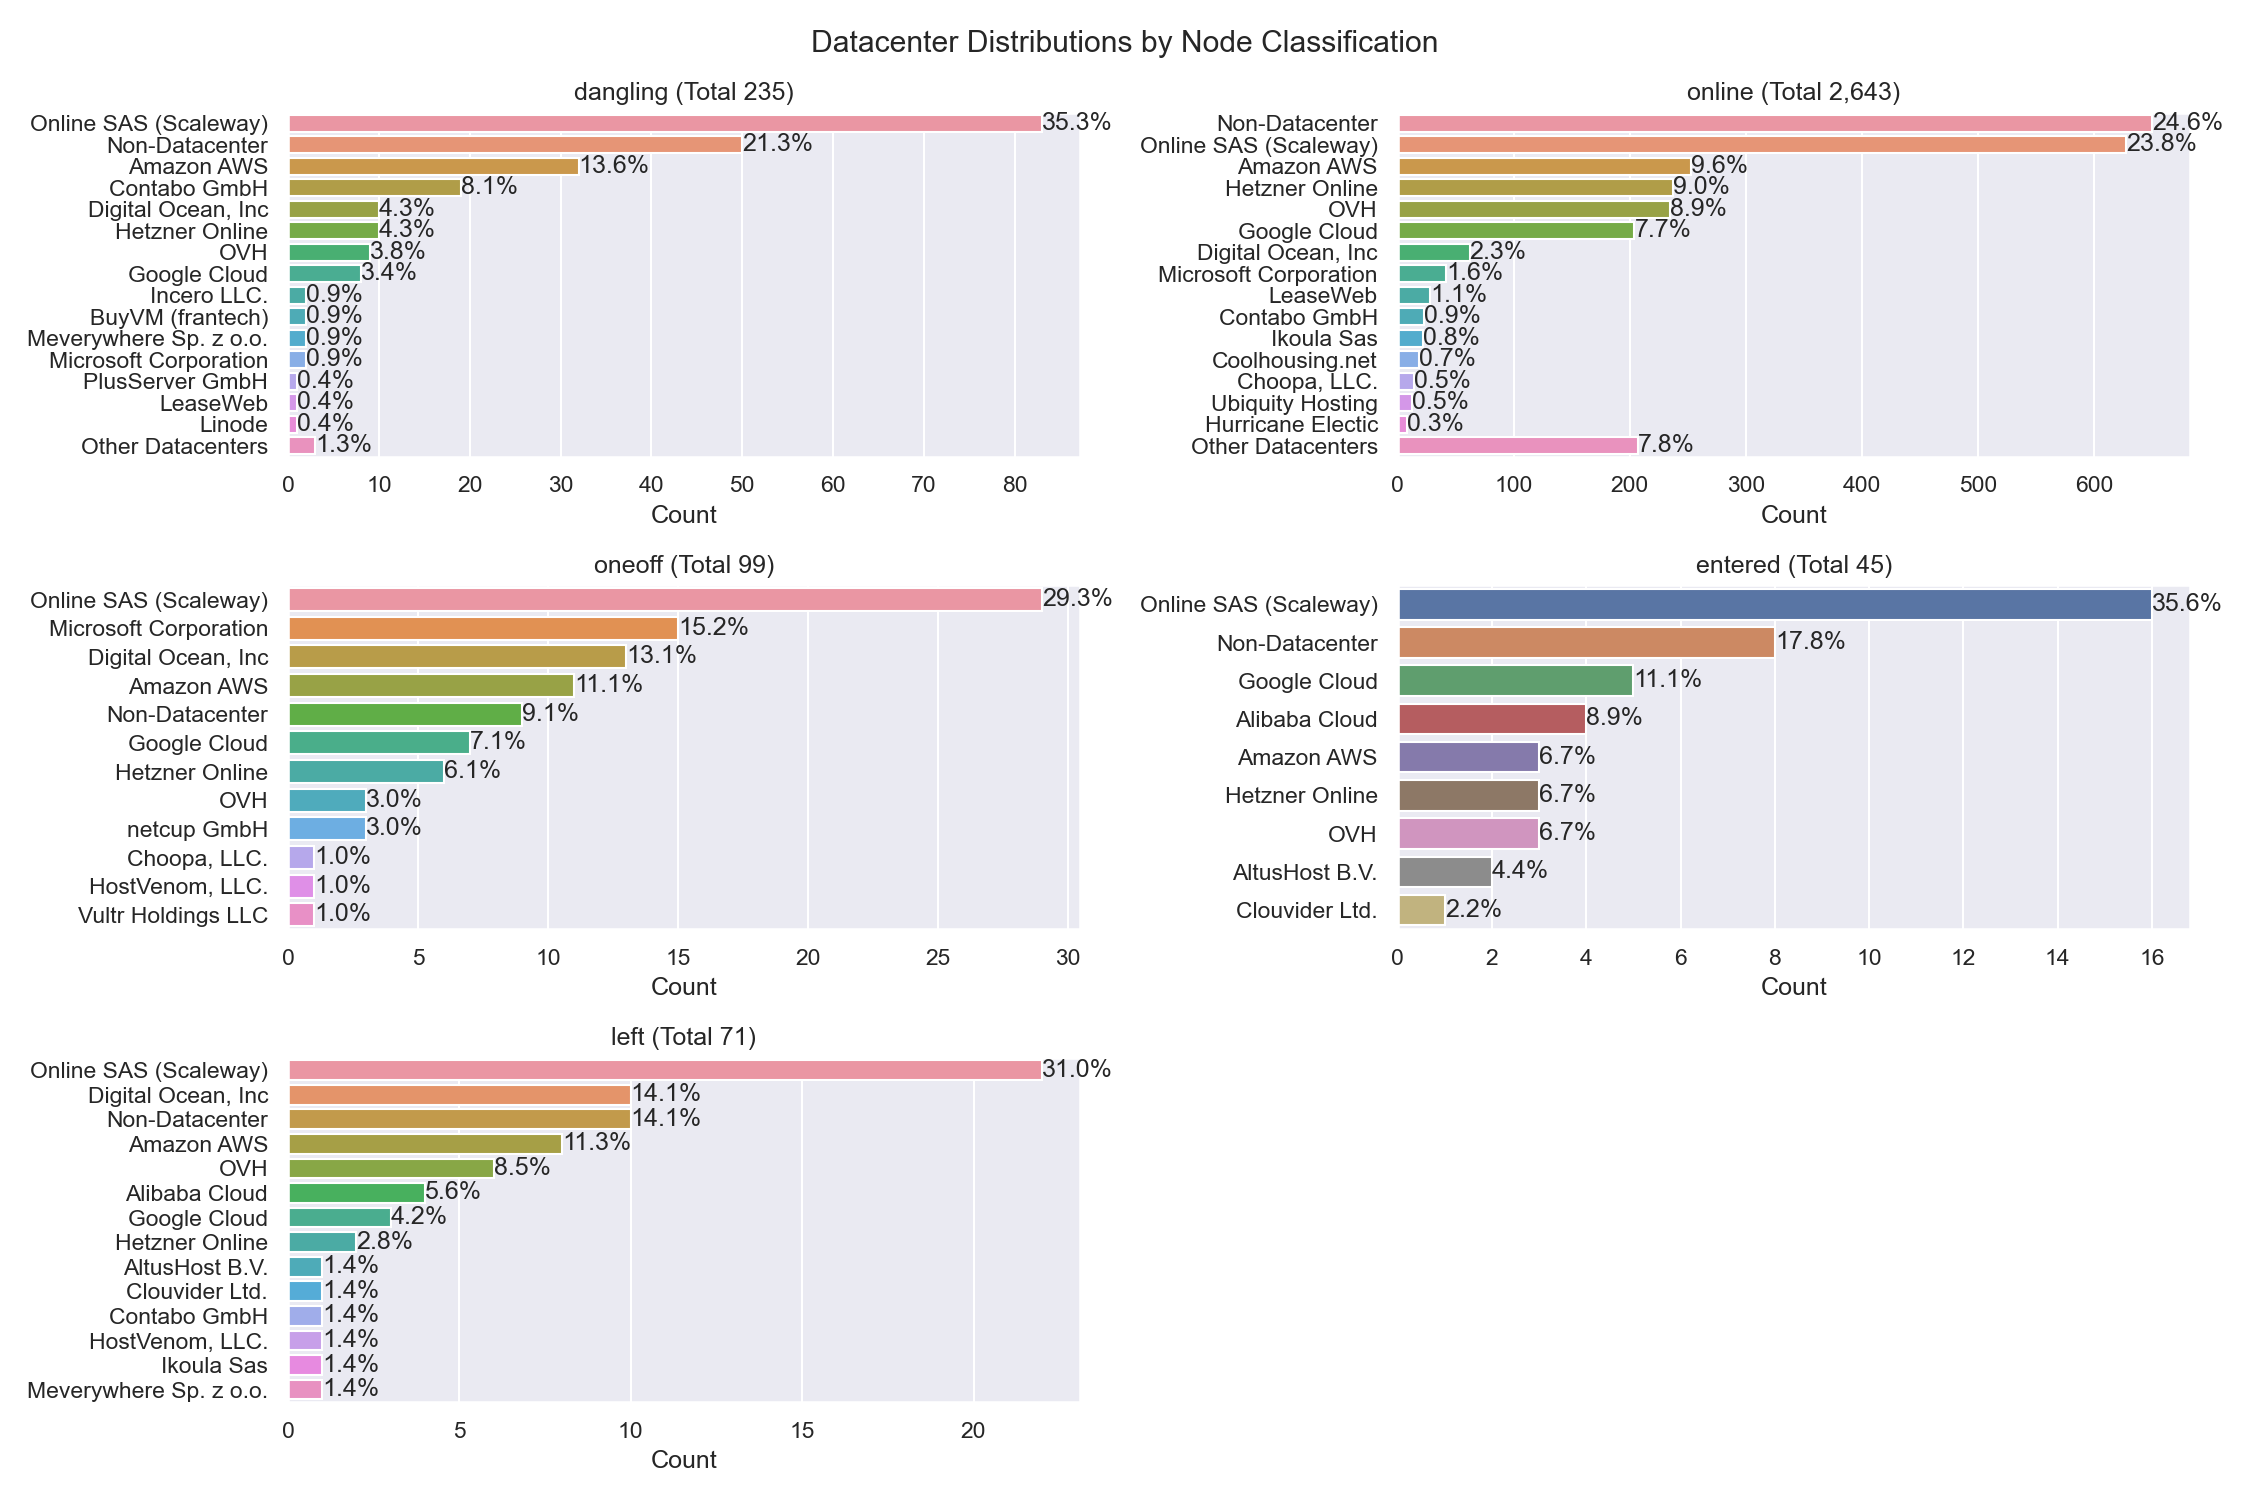 Datacenter Distributions by Node Classification
dangling (Total 235)
Online SAS (Scaleway) 35.3%
Non-Datacenter 21.3%
Amazon AWS 13.6%
Contabo GmbH 8.1%
Digital Ocean, Inc 4.3%
Hetzner Online 4.3%
OVH 3.8%
Google Cloud 3.4%
Incero LLC. 0.9%
BuyVM (frantech) 0.9%
Meverywhere Sp. z o.o. 0.9%
Microsoft Corporation 0.9%
PlusServer GmbH 0.4%
LeaseWeb 0.4%
Linode 0.4%
Other Datacenters 1.3%
0 10 20 30 40 50 60 70 80
Count
online (Total 2,643)
Non-Datacenter 24.6%
Online SAS (Scaleway) 23.8%
Amazon AWS 9.6%
Hetzner Online 9.0%
OVH 8.9%
Google Cloud 7.7%
Digital Ocean, Inc 2.3%
Microsoft Corporation 1.6%
LeaseWeb 1.1%
Contabo GmbH 0.9%
Ikoula Sas 0.8%
Coolhousing.net 0.7%
Choopa, LLC. 0.5%
Ubiquity Hosting 0.5%
Hurricane Electic 0.3%
Other Datacenters 7.8%
0 100 200 300 400 500 600
Count
oneoff (Total 99)
Online SAS (Scaleway) 29.3%
Microsoft Corporation 15.2%
Digital Ocean, Inc 13.1%
Amazon AWS 11.1%
Non-Datacenter 9.1%
Google Cloud 7.1%
Hetzner Online 6.1%
OVH 3.0%
netcup GmbH 3.0%
Choopa, LLC. 1.0%
HostVenom, LLC. 1.0%
Vultr Holdings LLC 1.0%
0 5 10 15 20 25 30
Count
entered (Total 45)
Online SAS (Scaleway) 35.6%
Non-Datacenter 17.8%
Google Cloud 11.1%
Alibaba Cloud 8.9%
Amazon AWS 6.7%
Hetzner Online 6.7%
OVH 6.7%
AltusHost B.V. 4.4%
Clouvider Ltd. 2.2%
0 2 4 6 8 10 12 14 16
Count
left (Total 71)
Online SAS (Scaleway) 31.0%
Digital Ocean, Inc 14.1%
Non-Datacenter 14.1%
Amazon AWS 11.3%
OVH 8.5%
Alibaba Cloud 5.6%
Google Cloud 4.2%
Hetzner Online 2.8%
AltusHost B.V. 1.4%
Clouvider Ltd. 1.4%
Contabo GmbH 1.4%
HostVenom, LLC. 1.4%
Ikoula Sas 1.4%
Meverywhere Sp. z o.o. 1.4%
0 5 10 15 20
Count